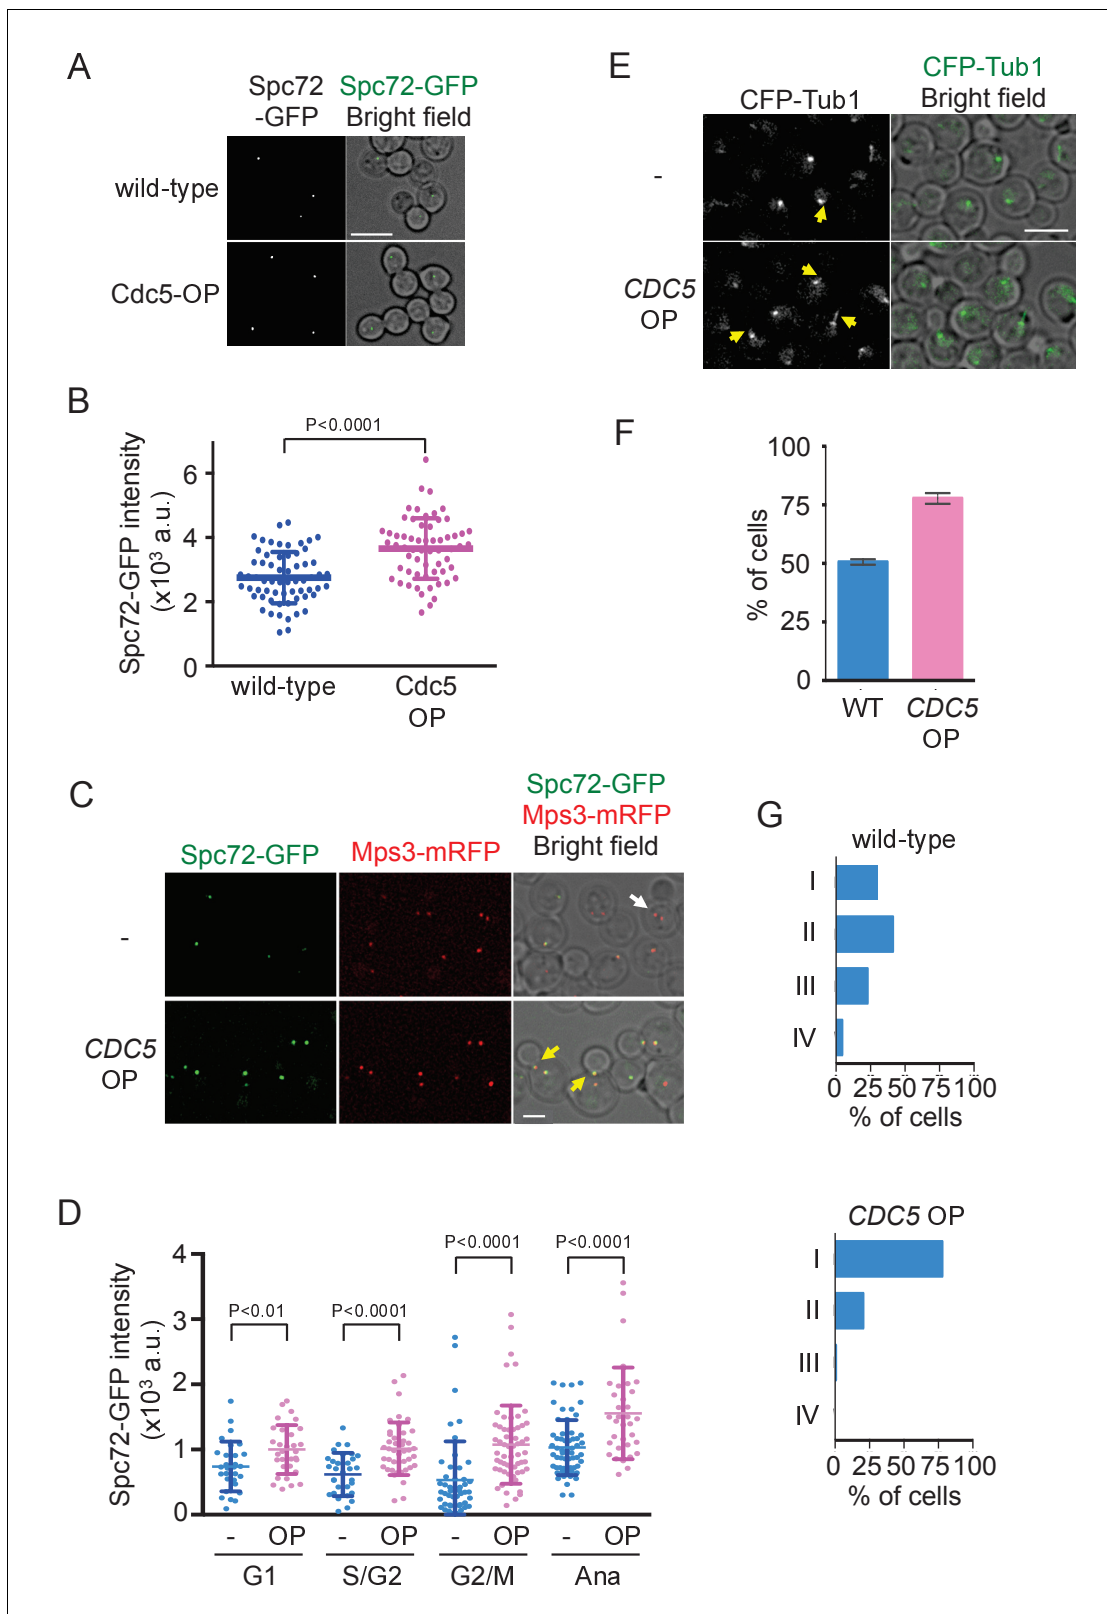 A
Spc72
-GFP
Spc72-GFP
Bright field
wild-type
Cdc5-OP
B
P<0.0001
Spc72-GFP intensity
(x10³ a.u.)
6
4
2
0
wild-type
Cdc5
OP
C
Spc72-GFP
Mps3-mRFP
Spc72-GFP
Mps3-mRFP
Bright field
-
CDC5
OP
D
Spc72-GFP intensity
(x10³ a.u.)
4
3
2
1
0
P<0.01
P<0.0001
P<0.0001
P<0.0001
- OP - OP - OP - OP
G1 S/G2 G2/M Ana
E
CFP-Tub1
CFP-Tub1
Bright field
-
CDC5
OP
F
% of cells
100
75
50
25
0
WT
CDC5
OP
G
wild-type
I
II
III
IV
0 25 50 75 100
% of cells
CDC5 OP
I
II
III
IV
0 25 50 75 100
% of cells